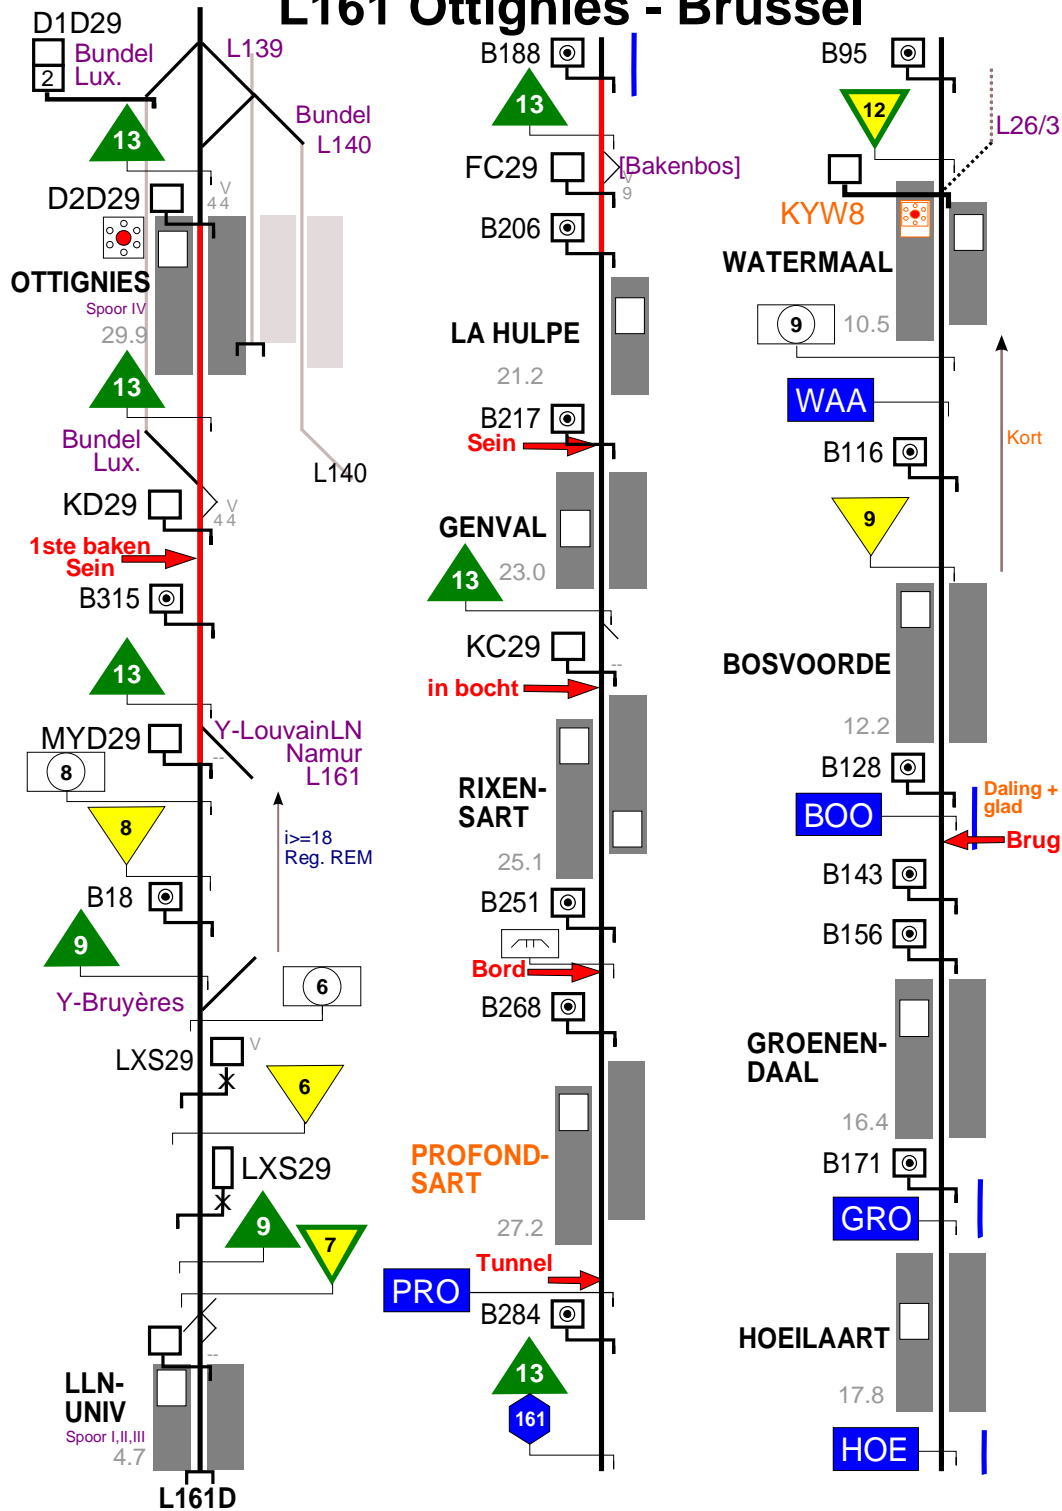 L161 Ottignies - Brussel
D1D29
Bundel
Lux.
2
L139
Bundel
L140
13
D2D29
V
44
OTTIGNIES
Spoor IV
29.9
13
Bundel
Lux.
L140
KD29
V
44
1ste baken
Sein
B315
13
MYD29
--
Y-LouvainLN
Namur
L161
8
8
i>=18
Reg. REM
B18
9
Y-Bruyères
6
LXS29
V
X
6
LXS29
X
9
7
--
LLN-
UNIV
Spoor I,II,III
4.7
L161D
B188
13
FC29
[Bakenbos]
V
9
B206
LA HULPE
21.2
B217
Sein
GENVAL
23.0
13
KC29
--
in bocht
RIXEN-
SART
25.1
B251
Bord
B268
PROFOND-
SART
27.2
Tunnel
PRO
B284
13
161
B95
12
L26/3
KYW8
WATERMAAL
9
10.5
WAA
Kort
B116
9
BOSVOORDE
12.2
B128
Daling +
glad
BOO
Brug
B143
B156
GROENEN-
DAAL
16.4
B171
GRO
HOEILAART
17.8
HOE